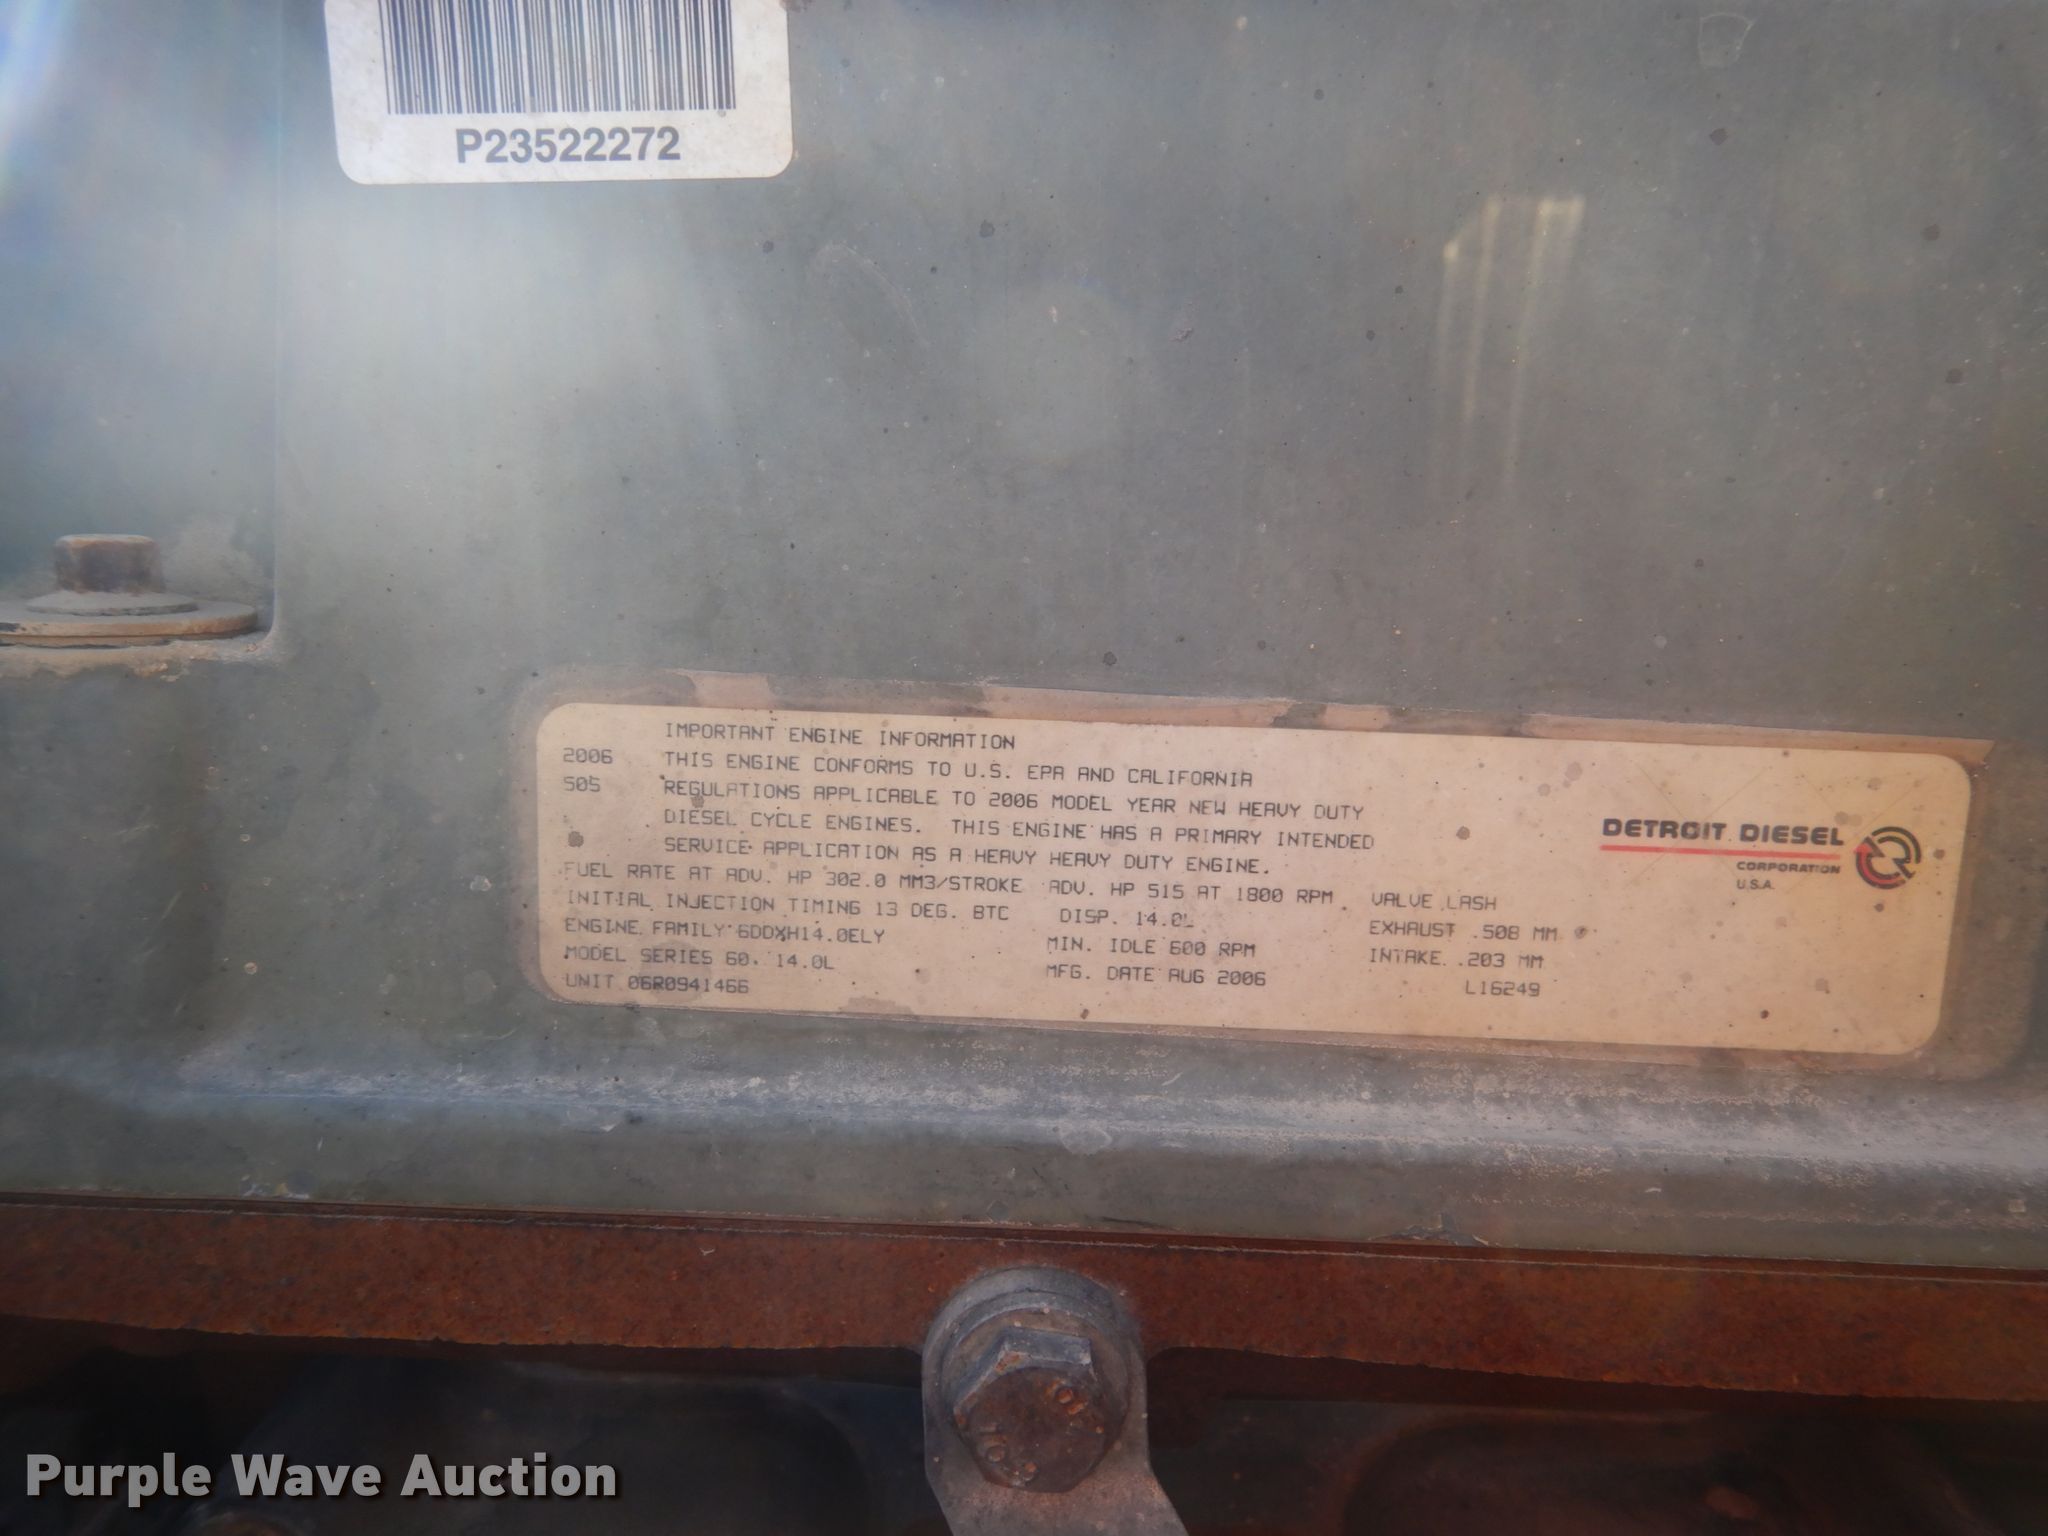 P23522272
IMPORTANT ENGINE INFORMATION
2006 THIS ENGINE CONFORMS TO U.S. EPA AND CALIFORNIA
505 REGULATIONS APPLICABLE TO 2006 MODEL YEAR NEW HEAVY DUTY
DIESEL CYCLE ENGINES. THIS ENGINE HAS A PRIMARY INTENDED
SERVICE APPLICATION AS A HEAVY HEAVY DUTY ENGINE.
FUEL RATE AT ADV. HP 302.0 MM3/STROKE ADV. HP 515 AT 1800 RPM VALVE LASH
INITIAL INJECTION TIMING 13 DEG. BTC DISP. 14.0L EXHAUST .508 MM
ENGINE FAMILY 6DDXH14.0ELY MIN. IDLE 600 RPM INTAKE .203 MM
MODEL SERIES 60. 14.0L MFG. DATE AUG 2006 L16249
UNIT 06R0941466
DETROIT DIESEL
CORPORATION
U.S.A.
Purple Wave Auction